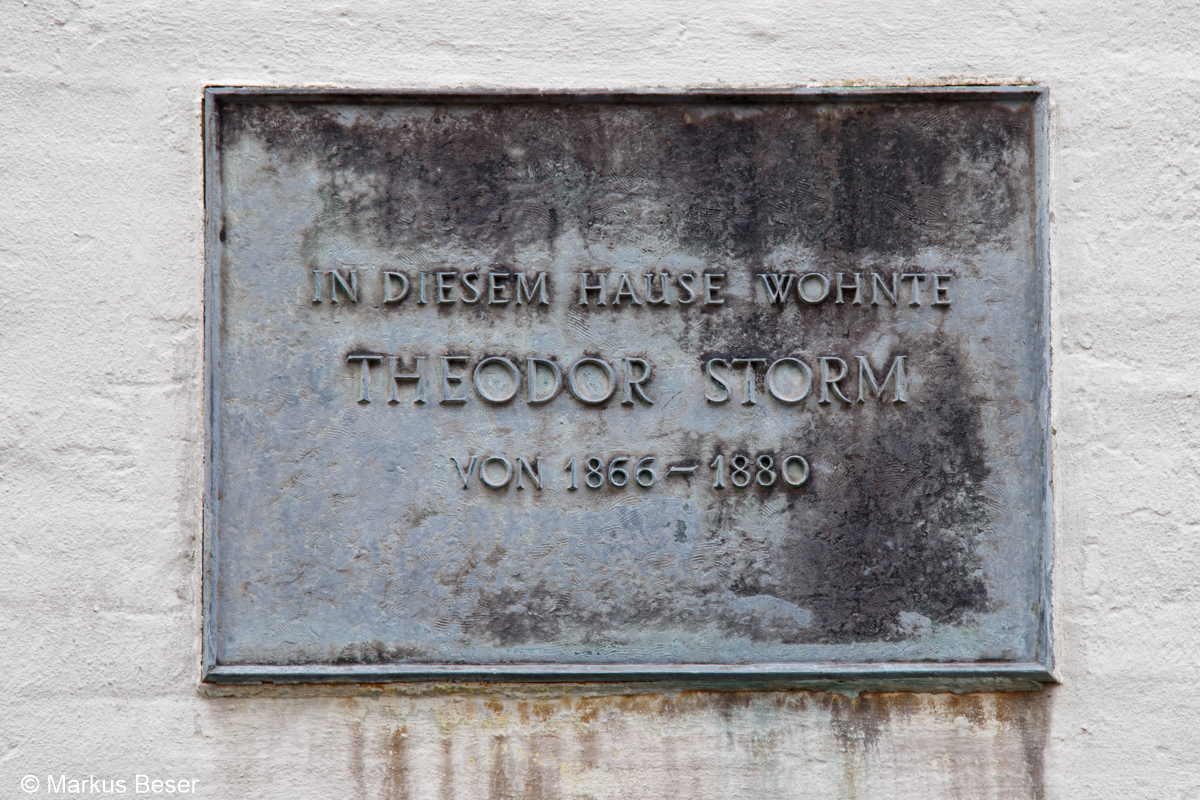 IN DIESEM HAUSE WOHNTE
THEODOR STORM
VON 1866 – 1880
© Markus Beser